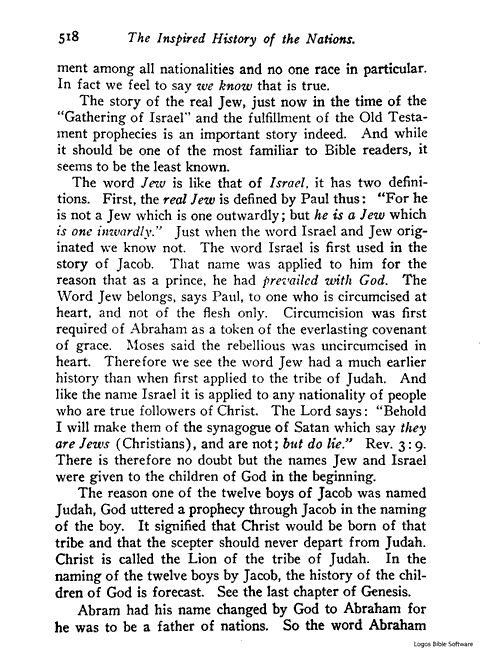 518 The Inspired History of the Nations.
ment among all nationalities and no one race in particular.
In fact we feel to say we know that is true.
The story of the real Jew, just now in the time of the
"Gathering of Israel" and the fulfillment of the Old Testa-
ment prophecies is an important story indeed. And while
it should be one of the most familiar to Bible readers, it
seems to be the least known.
The word Jew is like that of Israel, it has two defini-
tions. First, the real Jew is defined by Paul thus: "For he
is not a Jew which is one outwardly; but he is a Jew which
is one inwardly." Just when the word Israel and Jew orig-
inated we know not. The word Israel is first used in the
story of Jacob. That name was applied to him for the
reason that as a prince, he had prevailed with God. The
Word Jew belongs, says Paul, to one who is circumcised at
heart, and not of the flesh only. Circumcision was first
required of Abraham as a token of the everlasting covenant
of grace. Moses said the rebellious was uncircumcised in
heart. Therefore we see the word Jew had a much earlier
history than when first applied to the tribe of Judah. And
like the name Israel it is applied to any nationality of people
who are true followers of Christ. The Lord says: "Behold
I will make them of the synagogue of Satan which say they
are Jews (Christians), and are not; but do lie." Rev. 3:9.
There is therefore no doubt but the names Jew and Israel
were given to the children of God in the beginning.
The reason one of the twelve boys of Jacob was named
Judah, God uttered a prophecy through Jacob in the naming
of the boy. It signified that Christ would be born of that
tribe and that the scepter should never depart from Judah.
Christ is called the Lion of the tribe of Judah. In the
naming of the twelve boys by Jacob, the history of the chil-
dren of God is forecast. See the last chapter of Genesis.
Abram had his name changed by God to Abraham for
he was to be a father of nations. So the word Abraham
Logos Bible Software